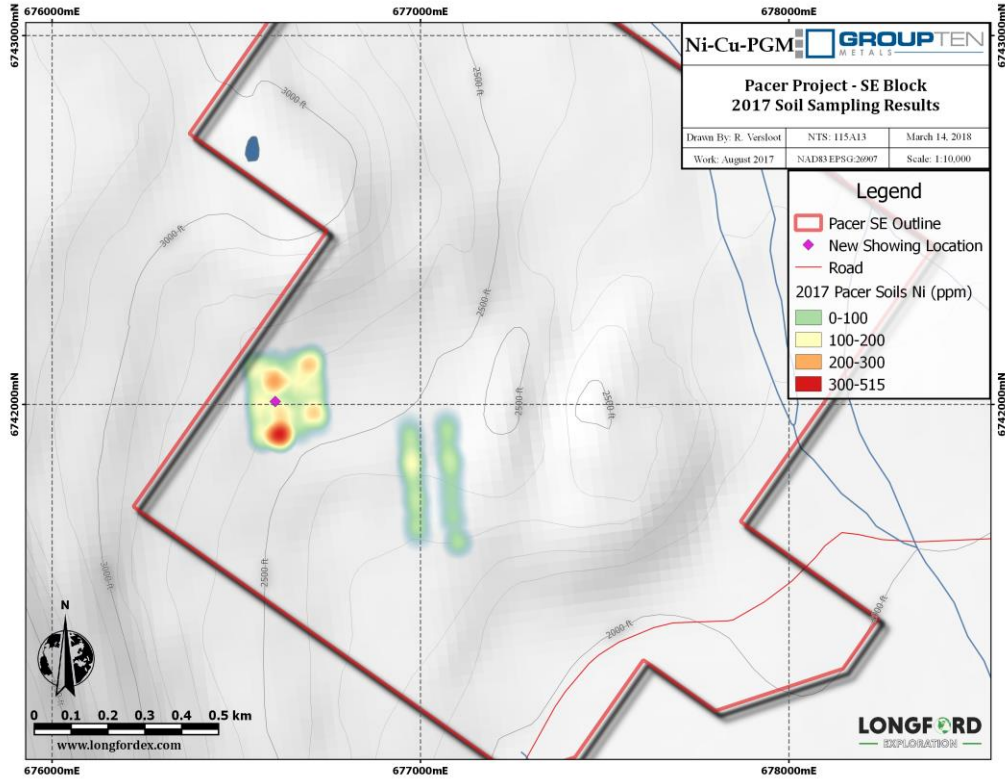 676000mE 677000mE 678000mE
6743000mN
6743000mN
Ni-Cu-PGM GROUP TEN
METALS
Pacer Project - SE Block
2017 Soil Sampling Results
Drawn By: R. Versloot NTS: 115A13 March 14, 2018
Work: August 2017 NAD83 EPSG:26907 Scale: 1:10,000
Legend
Pacer SE Outline
New Showing Location
Road
2017 Pacer Soils Ni (ppm)
0-100
100-200
200-300
300-515
2500-ft
3000-ft
3000-ft
2500-ft
2500-ft
2500-ft
6742000mN
6742000mN
3000-ft
2500-ft
2000-ft
N
0 0.1 0.2 0.3 0.4 0.5 km
www.longfordex.com
LONGFORD
EXPLORATION
676000mE 677000mE 678000mE